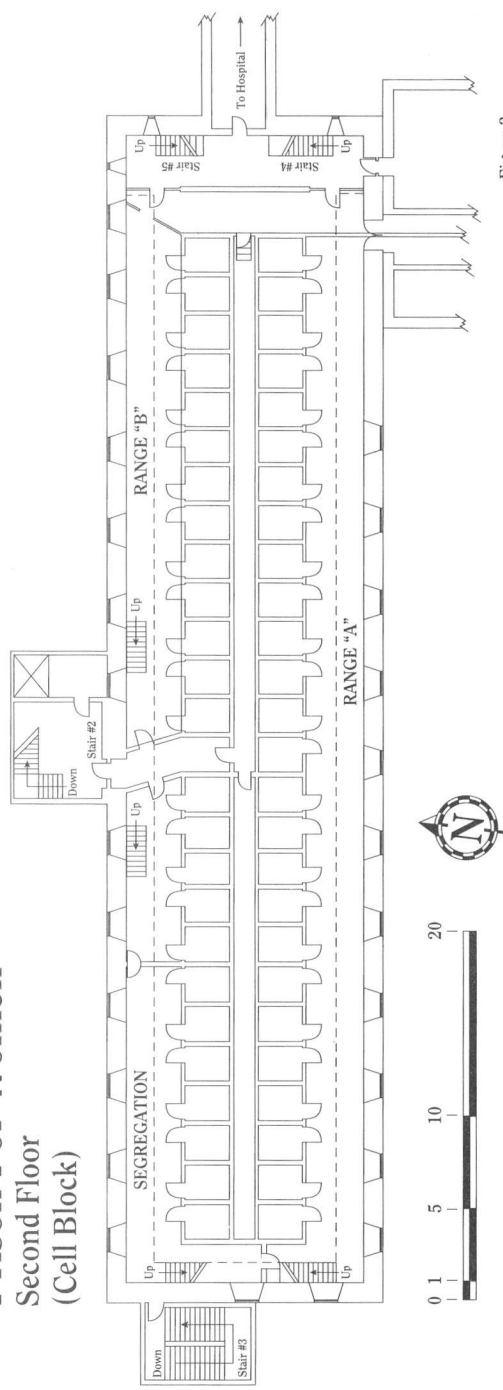 Second Floor
(Cell Block)
To Hospital
Up
Stair #5
Stair #4
Up
RANGE "B"
Up
Stair #2
Down
Up
SEGREGATION
RANGE "A"
Up
Up
Down
Stair #3
N
0 1 5 10 20